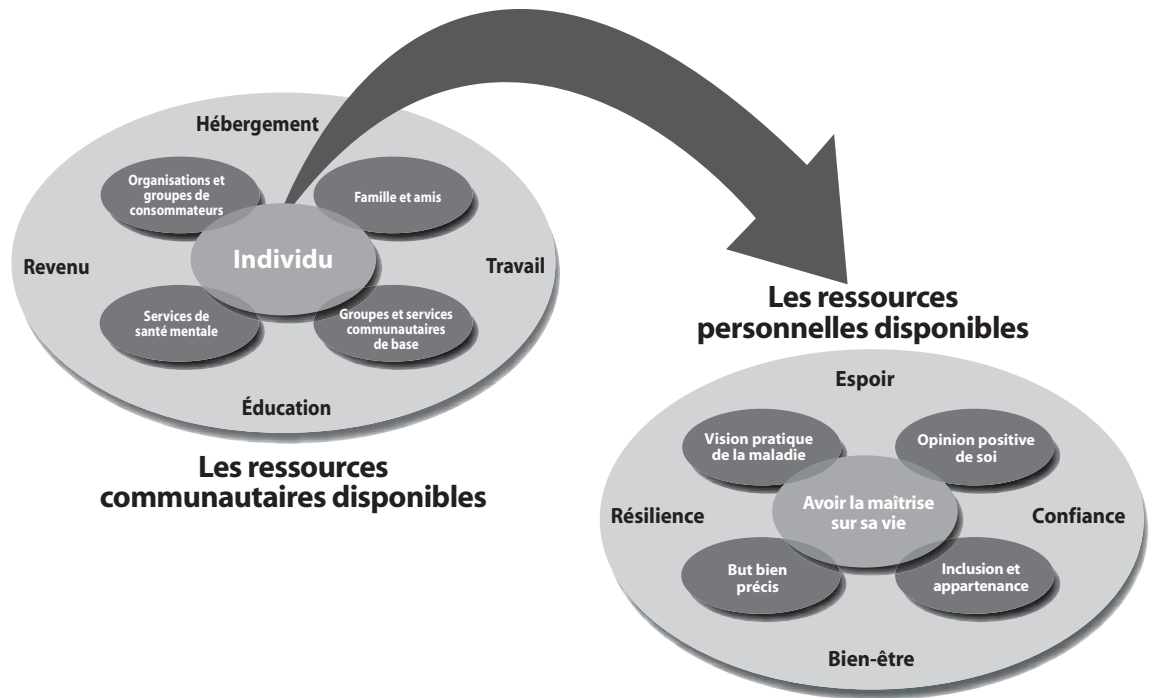 Hébergement
Organisations et
groupes de
consommateurs
Famille et amis
Revenu
Individu
Travail
Services de
santé mentale
Groupes et services
communautaires
de base
Éducation
Les ressources
communautaires disponibles
Les ressources
personnelles disponibles
Espoir
Vision pratique
de la maladie
Opinion positive
de soi
Résilience
Avoir la maîtrise
sur sa vie
Confiance
But bien
précis
Inclusion et
appartenance
Bien-être